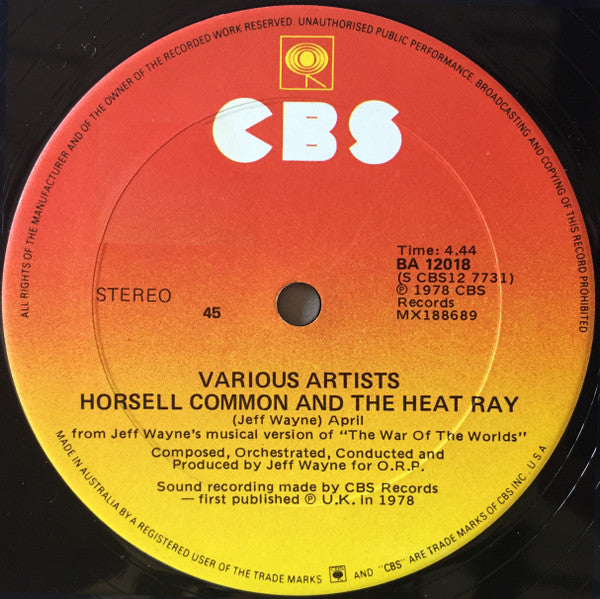 ALL RIGHTS OF THE MANUFACTURER AND OF THE OWNER OF THE RECORDED WORK RESERVED. UNAUTHORISED PUBLIC PERFORMANCE, BROADCASTING AND COPYING OF THIS RECORD PROHIBITED
CBS
Time: 4.44
BA 12018
(S CBS12 7731)
℗ 1978 CBS
Records
MX188689
STEREO 45
VARIOUS ARTISTS
HORSELL COMMON AND THE HEAT RAY
(Jeff Wayne) April
from Jeff Wayne's musical version of "The War Of The Worlds"
Composed, Orchestrated, Conducted and
Produced by Jeff Wayne for O.R.P.
Sound recording made by CBS Records
— first published ℗ U.K. in 1978
MADE IN AUSTRALIA BY A REGISTERED USER OF THE TRADE MARKS AND "CBS" ARE TRADE MARKS OF CBS INC. U.S.A